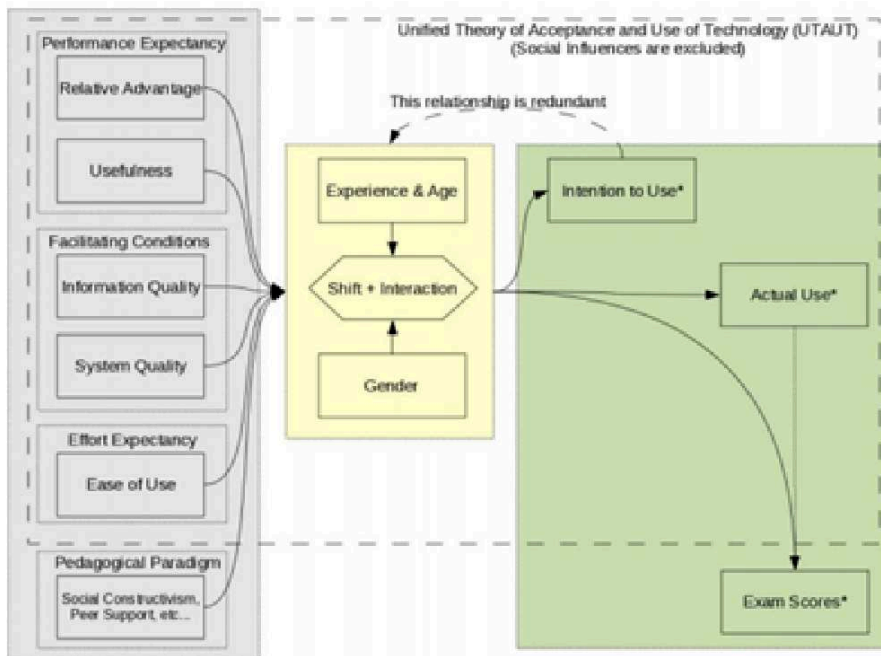 Unified Theory of Acceptance and Use of Technology (UTAUT)
(Social Influences are excluded)
Performance Expectancy
Relative Advantage
Usefulness
Facilitating Conditions
Information Quality
System Quality
Effort Expectancy
Ease of Use
Pedagogical Paradigm
Social Constructivism,
Peer Support, etc...
This relationship is redundant
Experience & Age
Shift + Interaction
Gender
Intention to Use*
Actual Use*
Exam Scores*